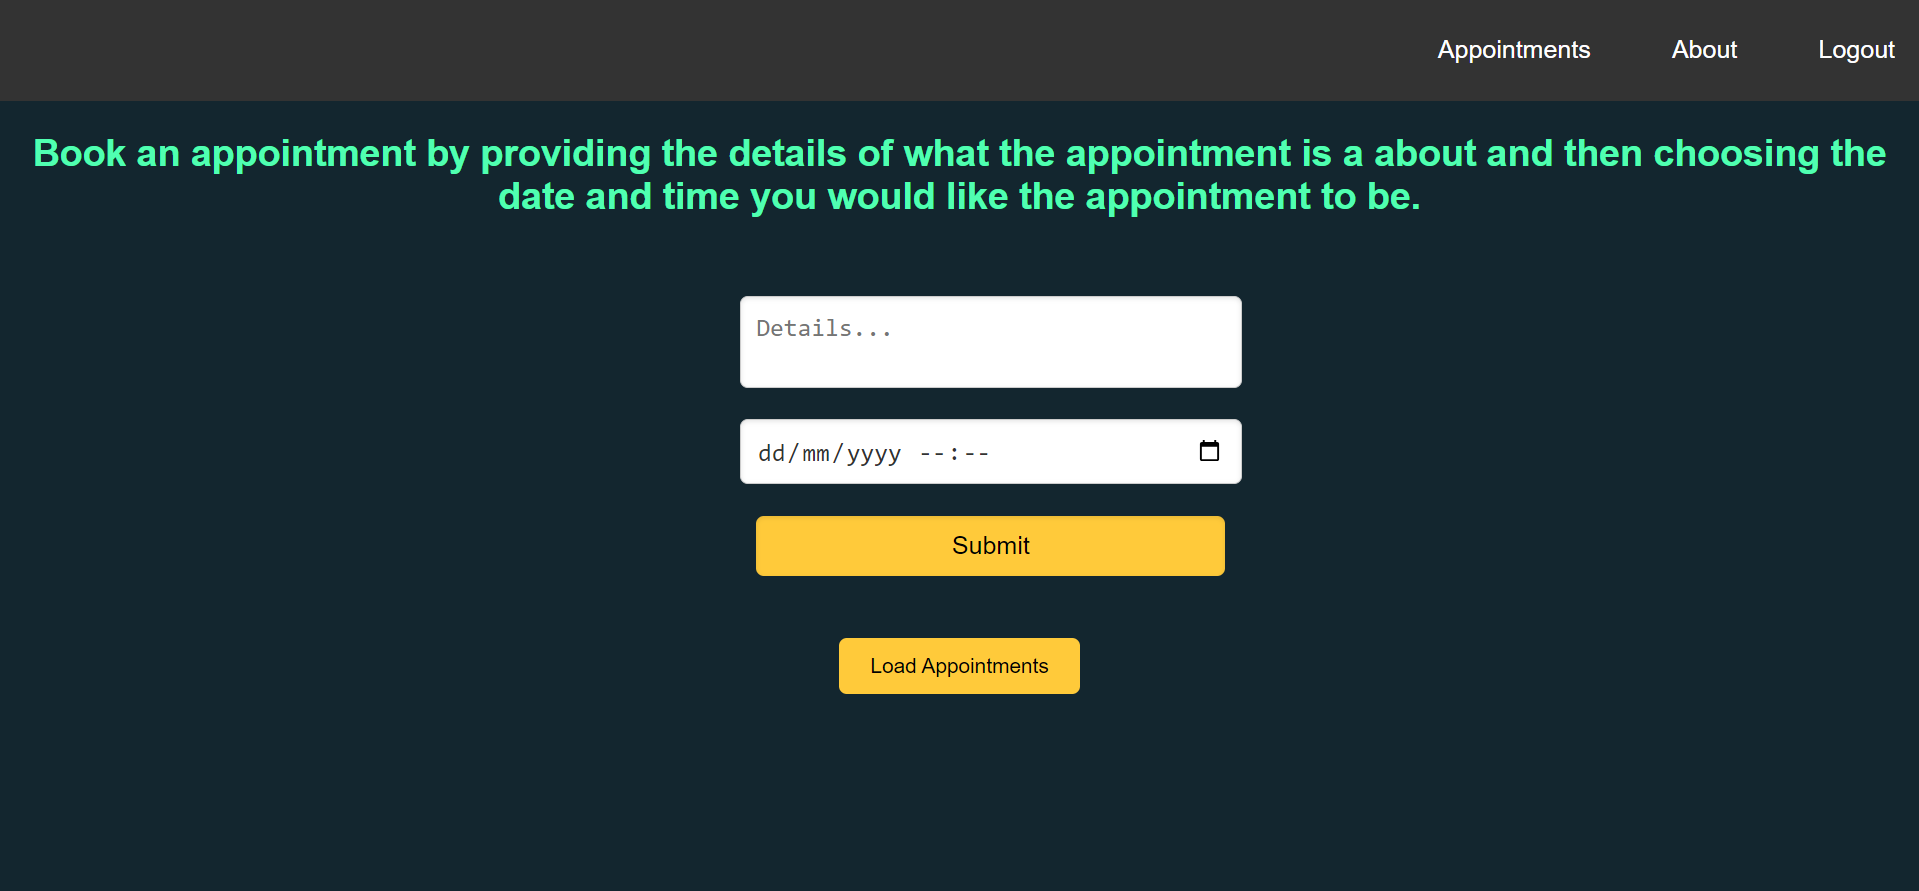 Appointments About Logout
Book an appointment by providing the details of what the appointment is a about and then choosing the
date and time you would like the appointment to be.
Details...
dd/mm/yyyy --:--
Submit
Load Appointments